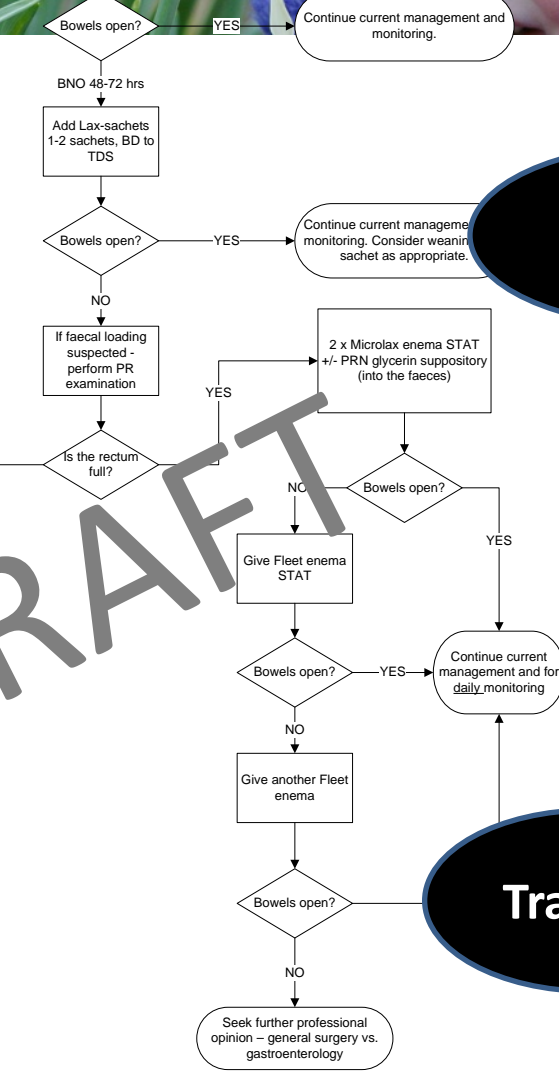 Bowels open?
YES
Continue current management and
monitoring.
BNO 48-72 hrs
Add Lax-sachets
1-2 sachets, BD to
TDS
Bowels open?
YES
Continue current
monitoring. Consider
sachet as appropriate.
NO
If faecal loading
suspected -
perform PR
examination
Is the rectum
full?
YES
2 x Microlax enema STAT
+/- PRN glycerin suppository
(into the faeces)
Bowels open?
NO
YES
Give Fleet enema
STAT
Bowels open?
YES
Continue current
management and for
daily monitoring
NO
Give another Fleet
enema
Bowels open?
NO
Seek further professional
opinion – general surgery vs.
gastroenterology
RAFT